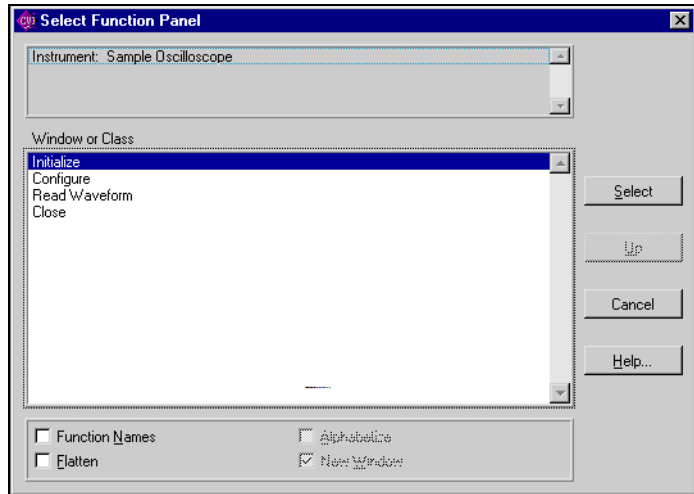 CVI Select Function Panel
Instrument: Sample Oscilloscope
Window or Class
Initialize
Configure
Read Waveform
Close
Select
Up
Cancel
Help...
Function Names
Alphabetize
Flatten
New Window